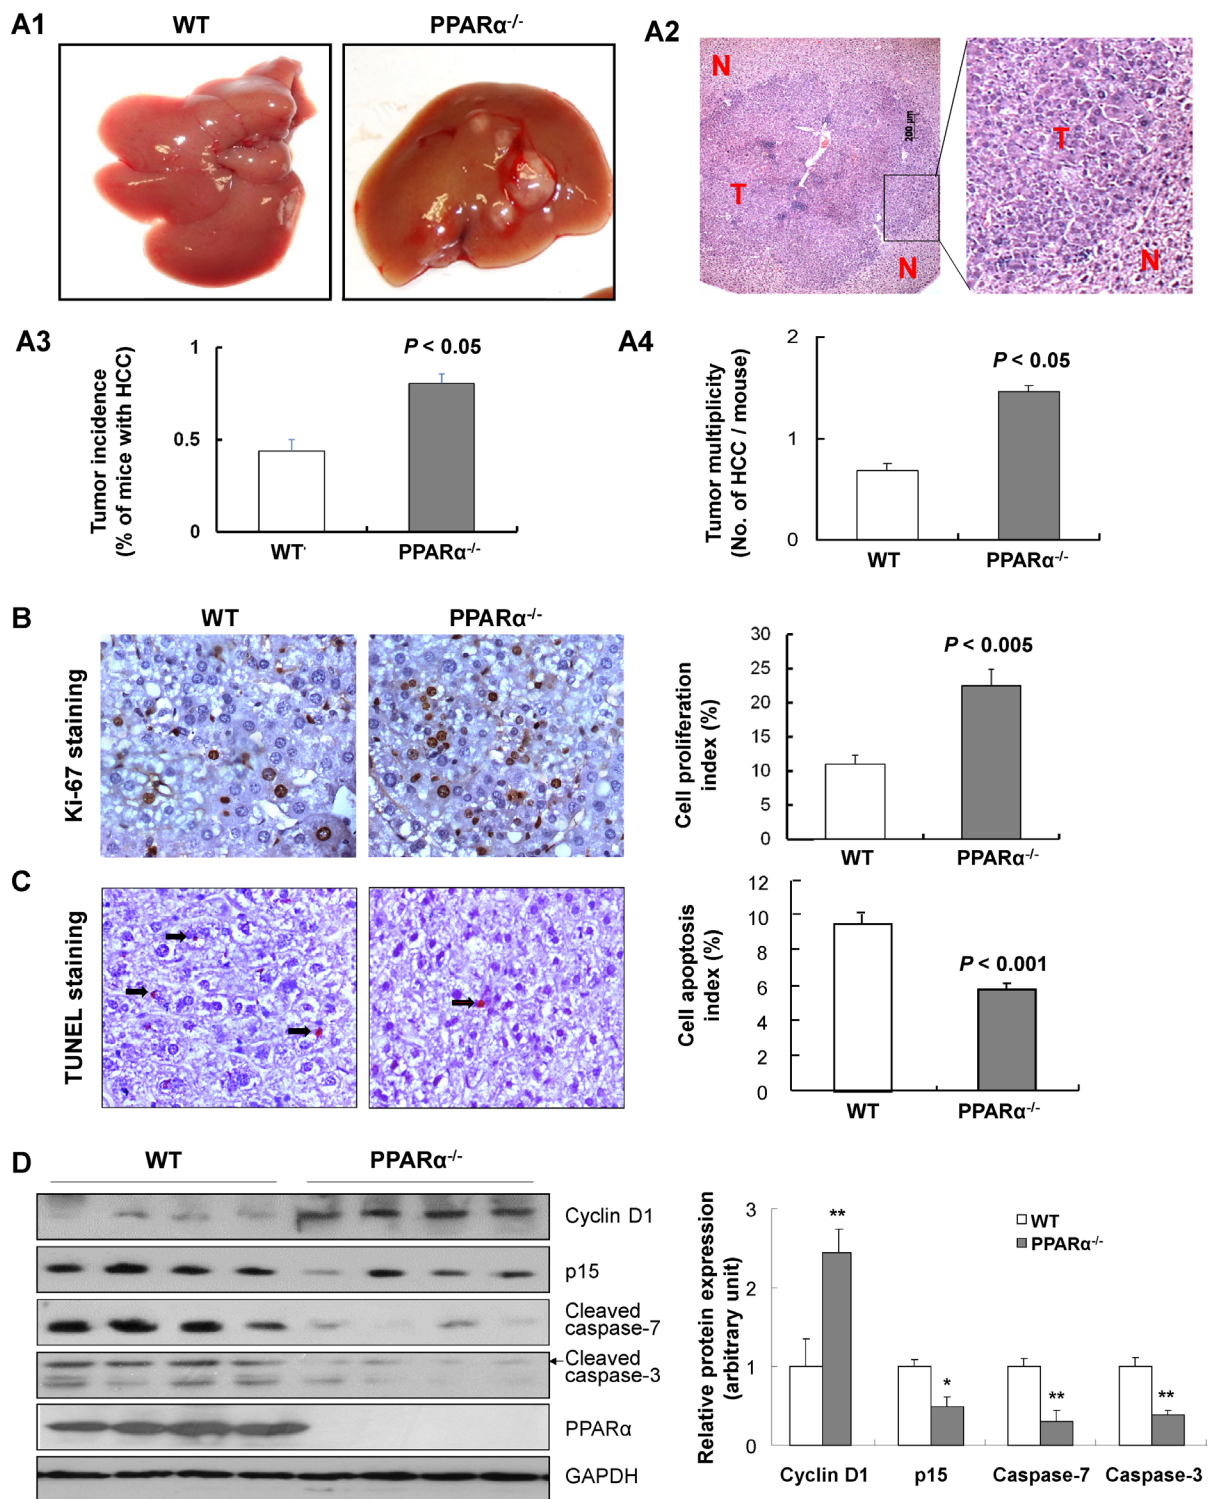 A1
WT
PPARα-/-
A2
N
T
N
200 µm
T
N
A3
Tumor incidence
(% of mice with HCC)
1
0.5
0
P < 0.05
WT
PPARα-/-
A4
Tumor multiplicity
(No. of HCC / mouse)
2
1
0
P < 0.05
WT
PPARα-/-
B
WT
PPARα-/-
Ki-67 staining
Cell proliferation
index (%)
30
25
20
15
10
5
0
P < 0.005
WT
PPARα-/-
C
TUNEL staining
Cell apoptosis
index (%)
12
10
8
6
4
2
0
P < 0.001
WT
PPARα-/-
D
WT
PPARα-/-
Cyclin D1
p15
Cleaved
caspase-7
Cleaved
caspase-3
PPARα
GAPDH
Relative protein expression
(arbitrary unit)
3
2
1
0
WT
PPARα-/-
**
*
**
**
Cyclin D1
p15
Caspase-7
Caspase-3